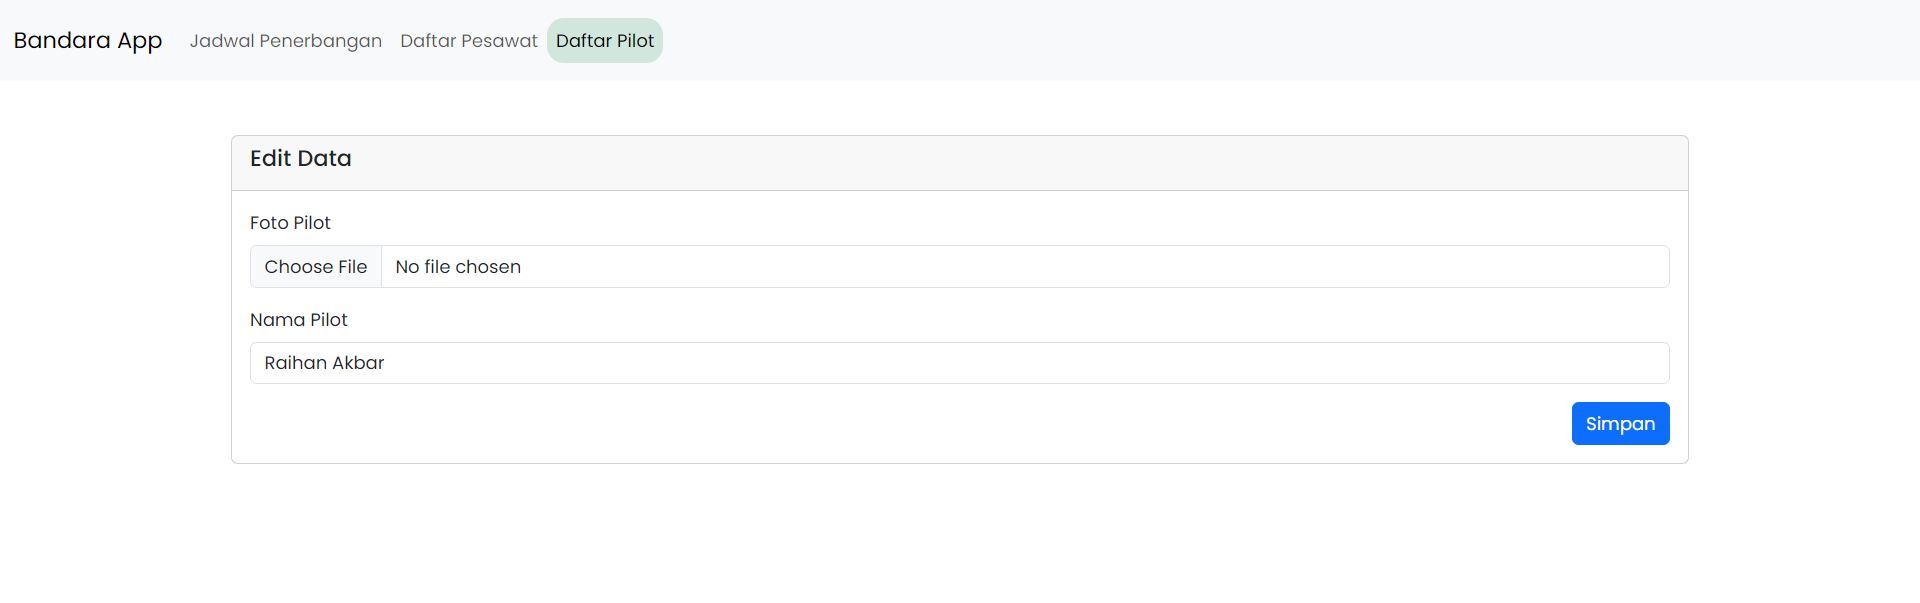 Bandara App Jadwal Penerbangan Daftar Pesawat Daftar Pilot
Edit Data
Foto Pilot
Choose File No file chosen
Nama Pilot
Raihan Akbar
Simpan